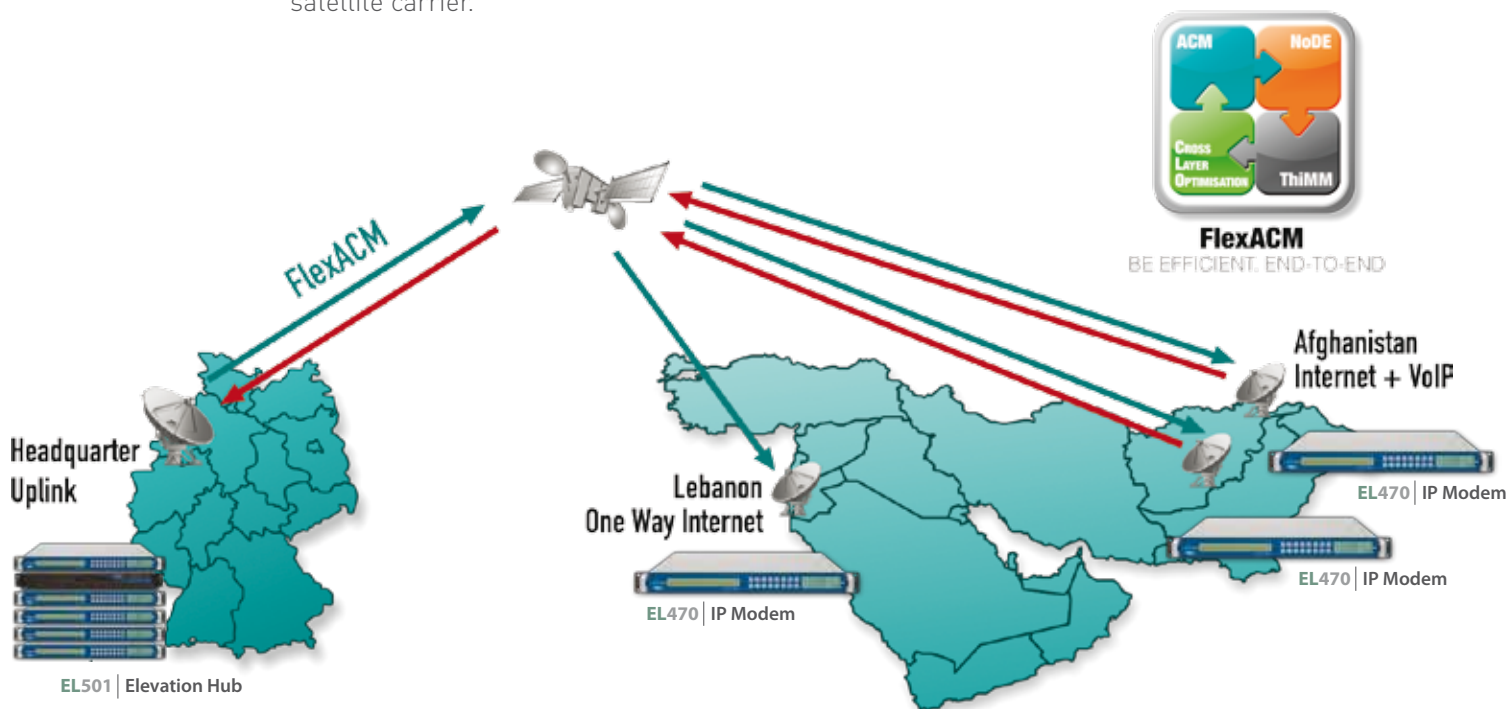 satellite carrier.
ACM
NoDE
CROSS
LAYER
OPTIMISATION
ThiMM
FlexACM
BE EFFICIENT. END-TO-END
FlexACM
Afghanistan
Internet + VoIP
Headquarter
Uplink
Lebanon
One Way Internet
EL470 | IP Modem
EL470 | IP Modem
EL470 | IP Modem
EL501 | Elevation Hub